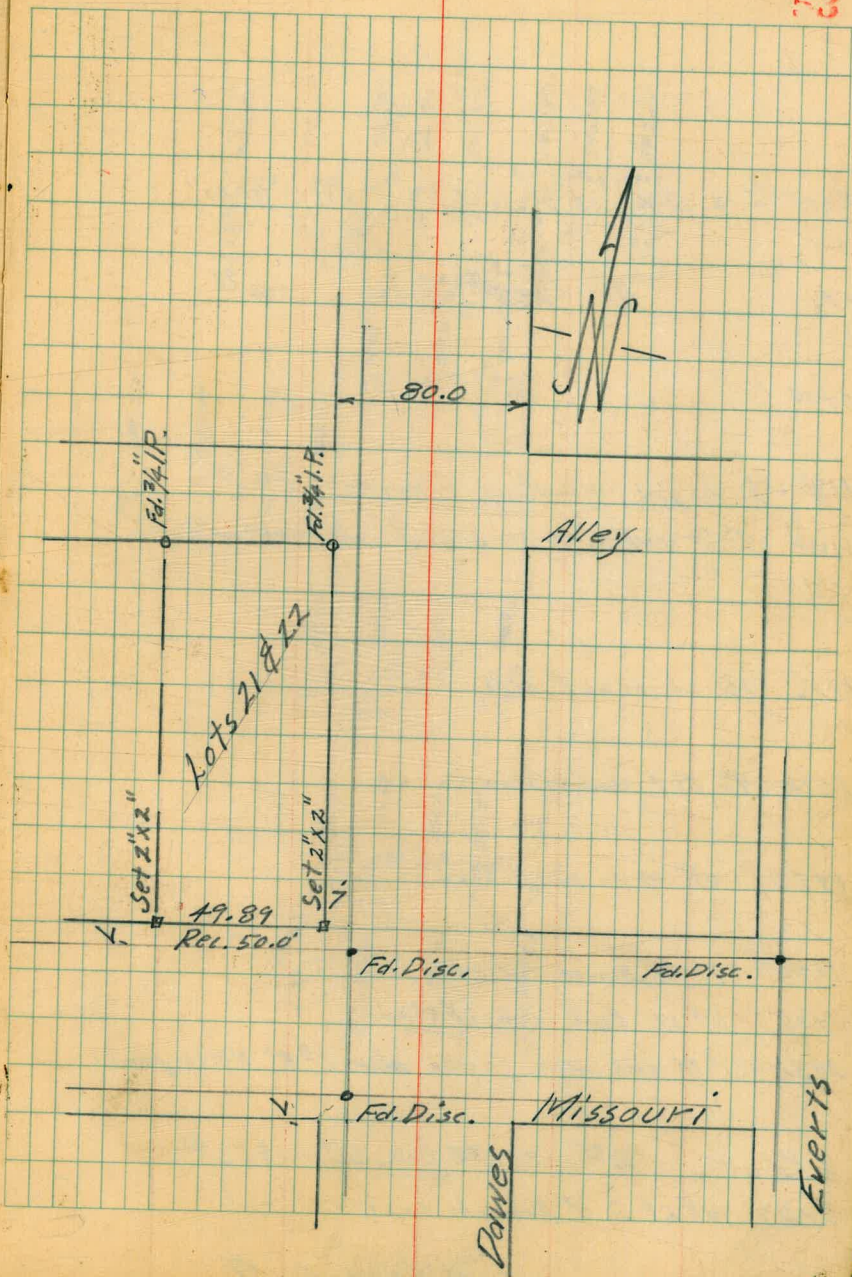 80.0
Fd. 3/4" I.P.
Fd. 3/4" I.P.
Alley
Lots 21 & 22
Set 2"x2"
Set 2"x2"
49.89
Rec. 50.0'
Fd. Disc.
Fd. Disc.
Fd. Disc.
Missouri
Dawes
Everts